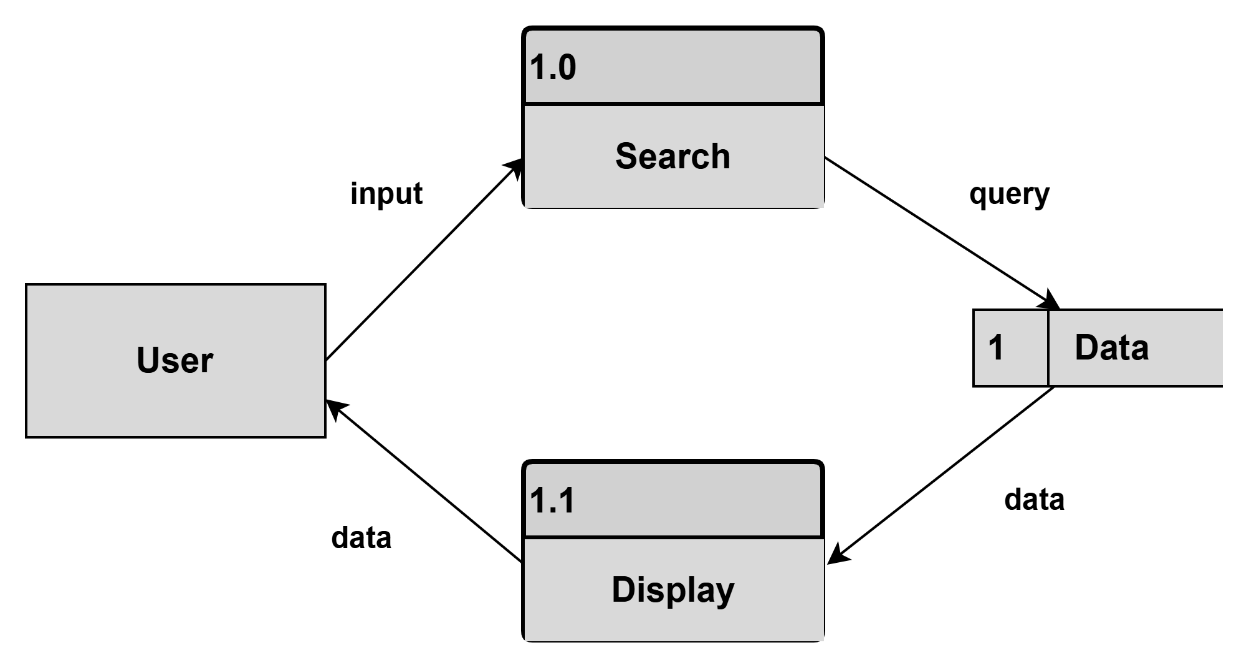 1.0
Search
input
query
User
1
Data
1.1
Display
data
data